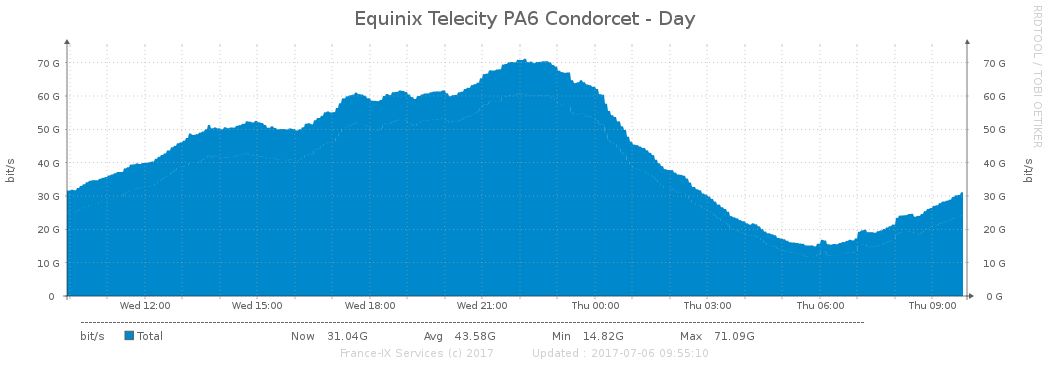 Equinix Telecity PA6 Condorcet - Day
RRDTOOL / TOBI OETIKER
bit/s
bit/s
70 G
70 G
60 G
60 G
50 G
50 G
40 G
40 G
30 G
30 G
20 G
20 G
10 G
10 G
0
0 G
Wed 12:00 Wed 15:00 Wed 18:00 Wed 21:00 Thu 00:00 Thu 03:00 Thu 06:00 Thu 09:00
bit/s Total Now 31.04G Avg 43.58G Min 14.82G Max 71.09G
France-IX Services (c) 2017 Updated : 2017-07-06 09:55:10